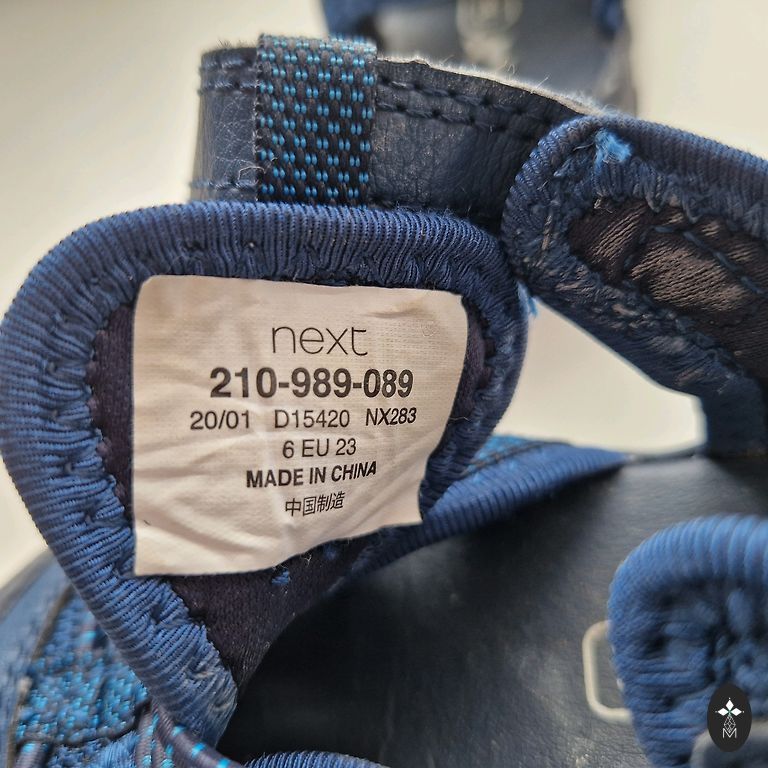 next
210-989-089
20/01 D15420 NX283
6 EU 23
MADE IN CHINA
中国制造
M